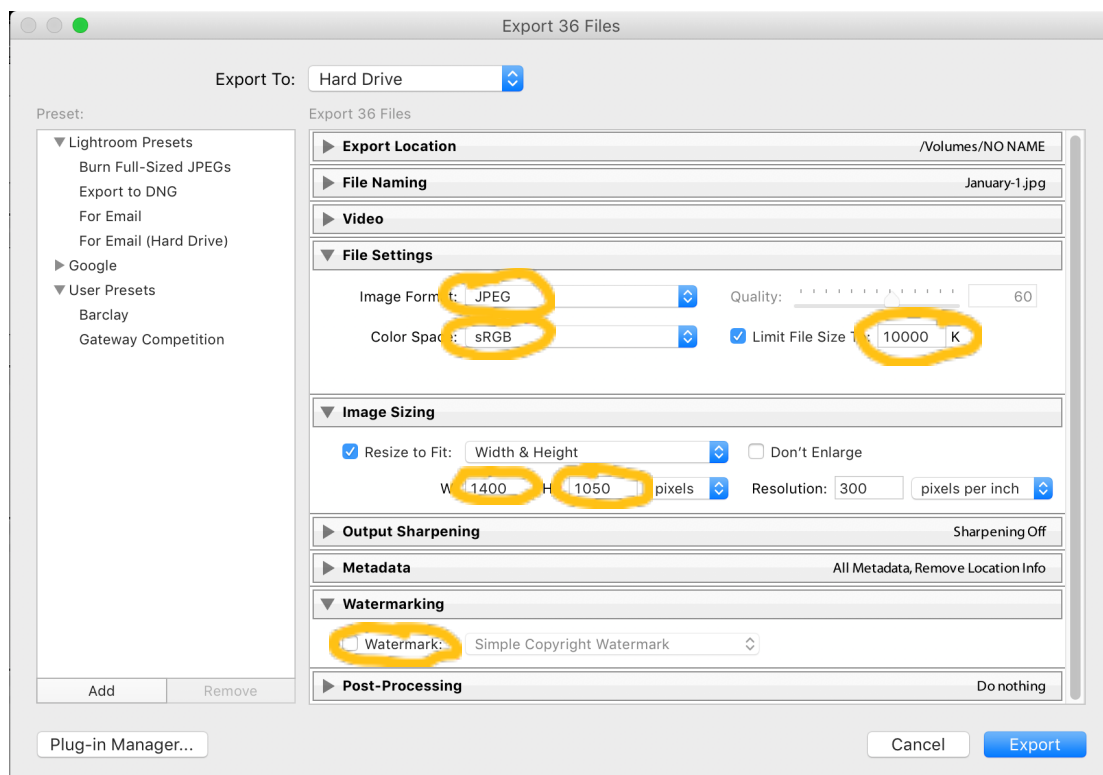 Export 36 Files
Export To: Hard Drive
Preset:
Export 36 Files
Lightroom Presets
Burn Full-Sized JPEGs
Export to DNG
For Email
For Email (Hard Drive)
Google
User Presets
Barclay
Gateway Competition
Add Remove
Export Location /Volumes/NO NAME
File Naming January-1.jpg
Video
File Settings
Image Format: JPEG Quality: 60
Color Space: sRGB Limit File Size To: 10000 K
Image Sizing
Resize to Fit: Width & Height Don't Enlarge
W: 1400 H: 1050 pixels Resolution: 300 pixels per inch
Output Sharpening Sharpening Off
Metadata All Metadata, Remove Location Info
Watermarking
Watermark: Simple Copyright Watermark
Post-Processing Do nothing
Plug-in Manager... Cancel Export